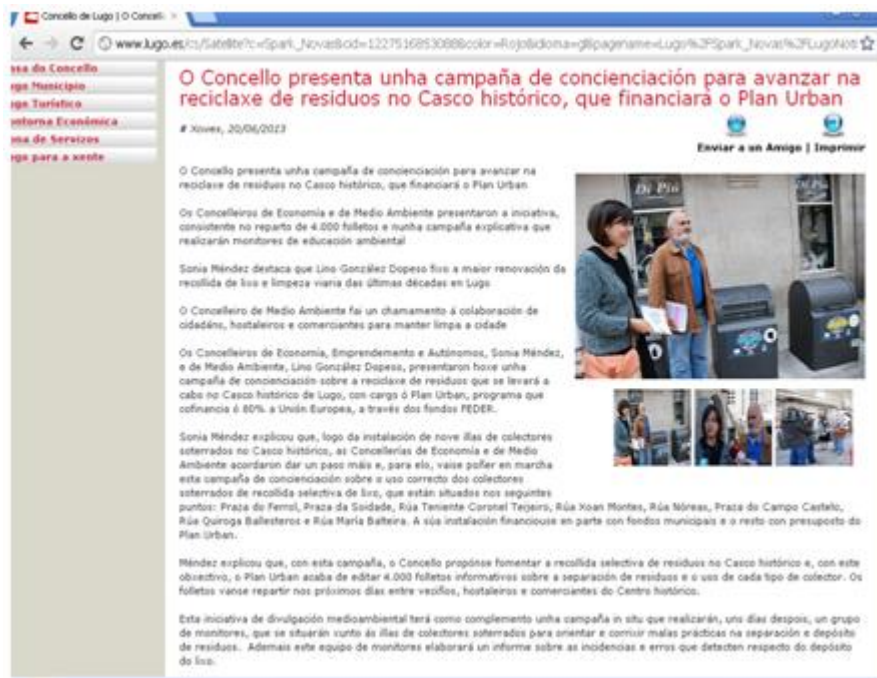 Concello de Lugo | O Concell
www.lugo.es/cs/Satellite?c=Spark_Novas&cid=1227516853088&color=Rojo&idioma=gl&pagename=Lugo%2FSpark_Novas%2FLugoNot
sa do Concello
go Municipio
go Turístico
ntorna Económica
na de Servizos
go para a xente
O Concello presenta unha campaña de concienciación para avanzar na
reciclaxe de residuos no Casco histórico, que financiará o Plan Urban
# Xoves, 20/06/2013
Enviar a un Amigo | Imprimir
O Concello presenta unha campaña de concienciación para avanzar na
reciclaxe de residuos no Casco histórico, que financiará o Plan Urban
Os Concelleiros de Economía e de Medio Ambiente presentaron a iniciativa,
consistente no reparto de 4.000 folletos e nunha campaña explicativa que
realizarán monitores de educación ambiental
Sonia Méndez destaca que Lino González Dopeso fixo a maior renovación da
recollida de lixo e limpeza viaria das últimas décadas en Lugo
O Concelleiro de Medio Ambiente fai un chamamento á colaboración de
cidadáns, hostaleiros e comerciantes para manter limpa a cidade
Os Concelleiros de Economía, Emprendemento e Autónomos, Sonia Méndez,
e de Medio Ambiente, Lino González Dopeso, presentaron hoxe unha
campaña de concienciación sobre a reciclaxe de residuos que se levará a
cabo no Casco histórico de Lugo, con cargo ó Plan Urban, programa que
cofinancia ó 80% a Unión Europea, a través dos fondos FEDER.
Sonia Méndez explicou que, logo da instalación de nove illas de colectores
soterrados no Casco histórico, as Concellerías de Economía e de Medio
Ambiente acordaron dar un paso máis e, para elo, vaise poñer en marcha
esta campaña de concienciación sobre o uso correcto dos colectores
soterrados de recollida selectiva de lixo, que están situados nos seguintes
puntos: Praza do Ferrol, Praza da Soidade, Rúa Teniente Coronel Teijeiro, Rúa Xoan Montes, Rúa Nóreas, Praza do Campo Castelo,
Rúa Quiroga Ballesteros e Rúa María Balteira. A súa instalación financiouse en parte con fondos municipais e o resto con presuposto do
Plan Urban.
Méndez explicou que, con esta campaña, o Concello propónse fomentar a recollida selectiva de residuos no Casco histórico e, con este
obxectivo, o Plan Urban acaba de editar 4.000 folletos informativos sobre a separación de residuos e o uso de cada tipo de colector. Os
folletos vanse repartir nos próximos días entre veciños, hostaleiros e comerciantes do Centro histórico.
Esta iniciativa de divulgación medioambiental terá como complemento unha campaña in situ que realizarán, uns días despois, un grupo
de monitores, que se situarán xunto ás illas de colectores soterrados para orientar e corrixir malas prácticas na separación e depósito
de residuos. Ademais este equipo de monitores elaborará un informe sobre as incidencias e erros que detecten respecto do depósito
do lixo.
Di Piú